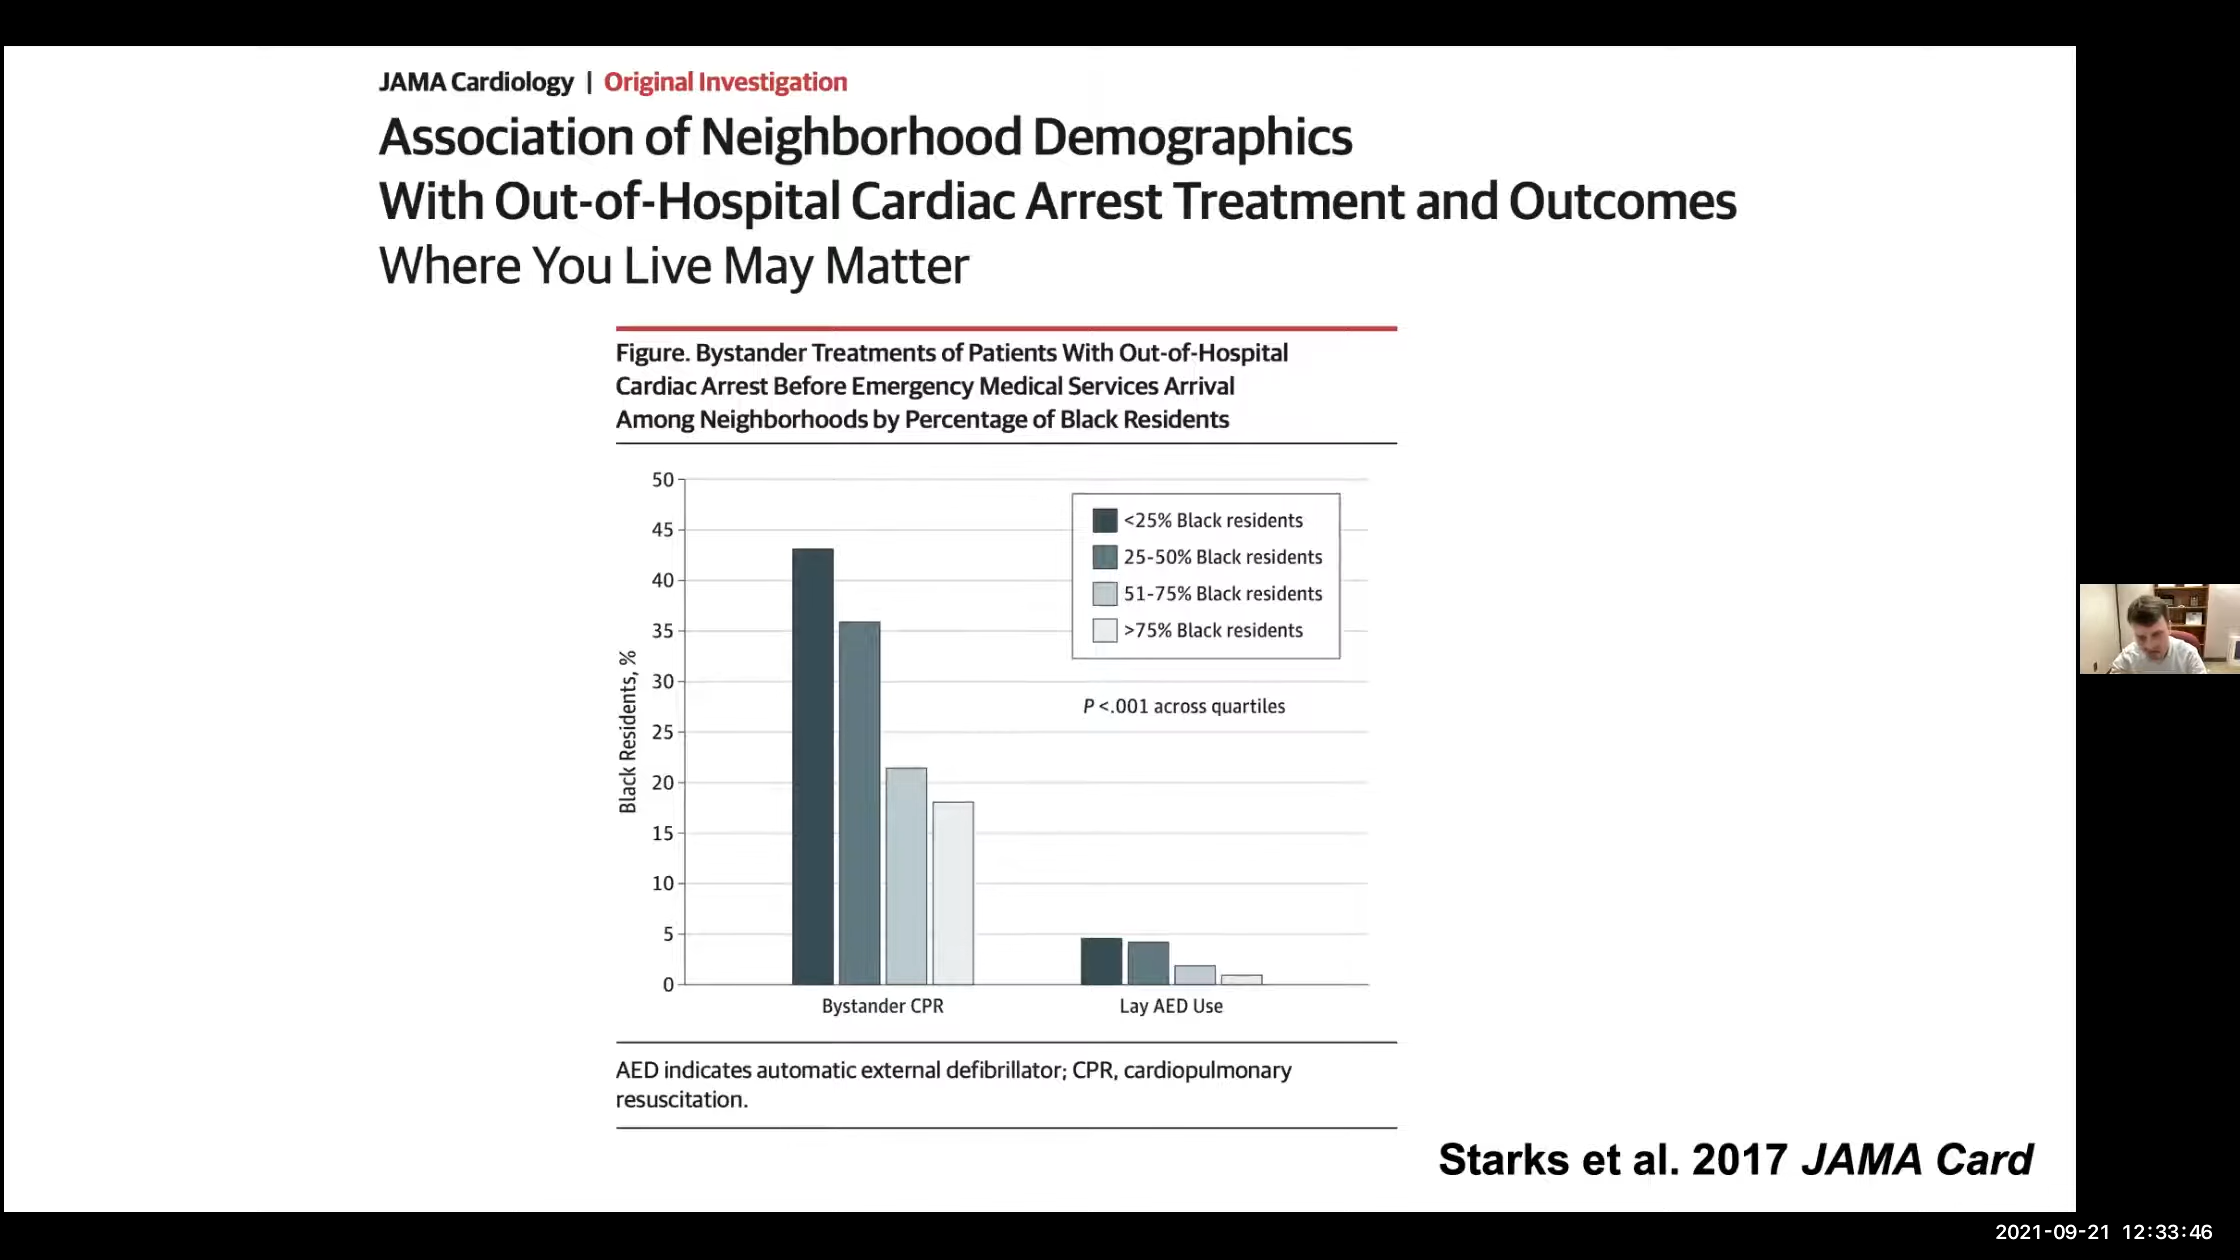 JAMA Cardiology | Original Investigation
Association of Neighborhood Demographics
With Out-of-Hospital Cardiac Arrest Treatment and Outcomes
Where You Live May Matter
Figure. Bystander Treatments of Patients With Out-of-Hospital
Cardiac Arrest Before Emergency Medical Services Arrival
Among Neighborhoods by Percentage of Black Residents
50
45
40
35
30
25
20
15
10
5
0
Black Residents, %
<25% Black residents
25-50% Black residents
51-75% Black residents
>75% Black residents
P <.001 across quartiles
Bystander CPR
Lay AED Use
AED indicates automatic external defibrillator; CPR, cardiopulmonary
resuscitation.
Starks et al. 2017 JAMA Card
2021-09-21 12:33:46